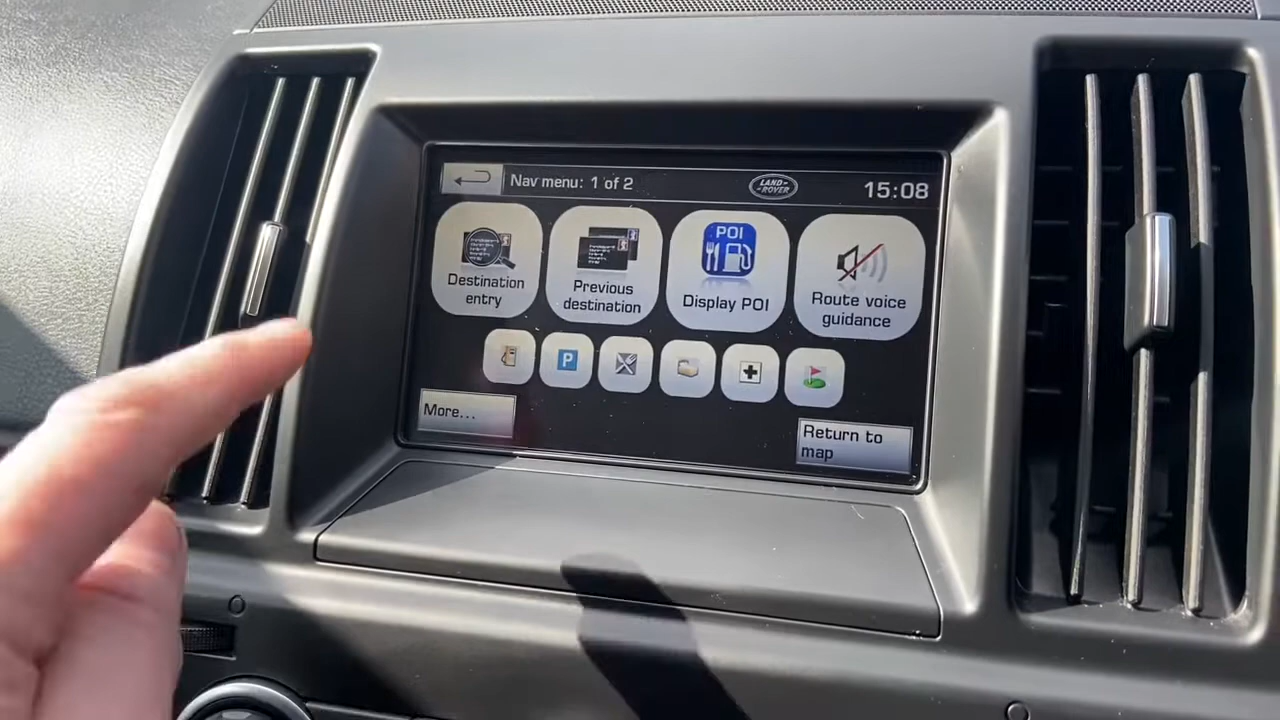 Nav menu: 1 of 2
LAND-
-ROVER
15:08
Destination
entry
Previous
destination
POI
Display POI
Route voice
guidance
P
More...
Return to
map